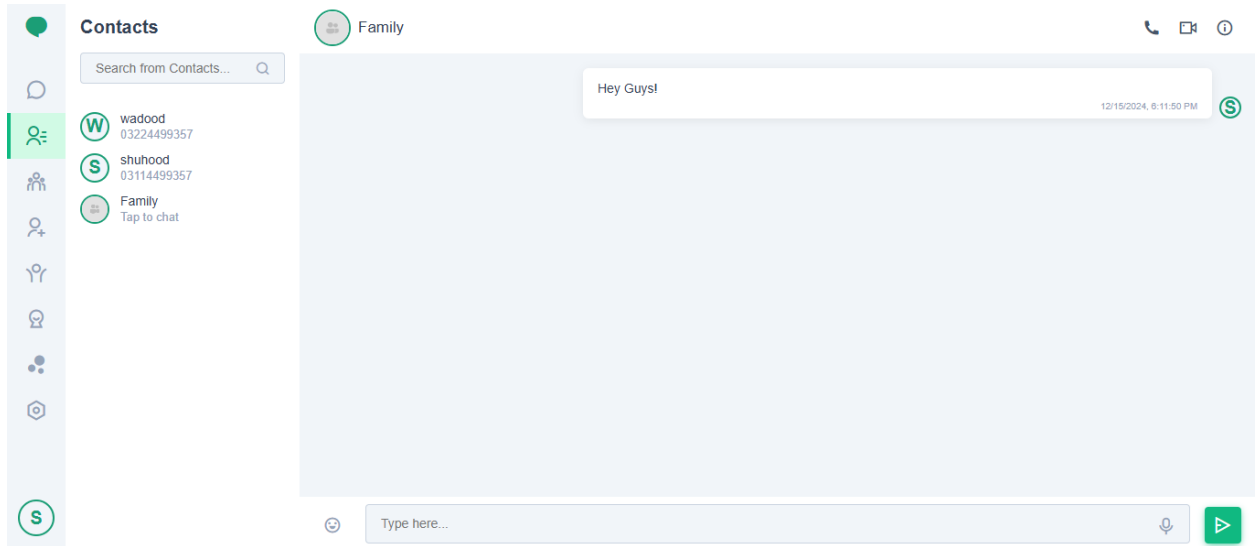 Contacts
Search from Contacts...
W
wadood
03224499357
S
shuhood
03114499357
Family
Tap to chat
S
Family
Hey Guys!
12/15/2024, 6:11:50 PM
S
Type here...